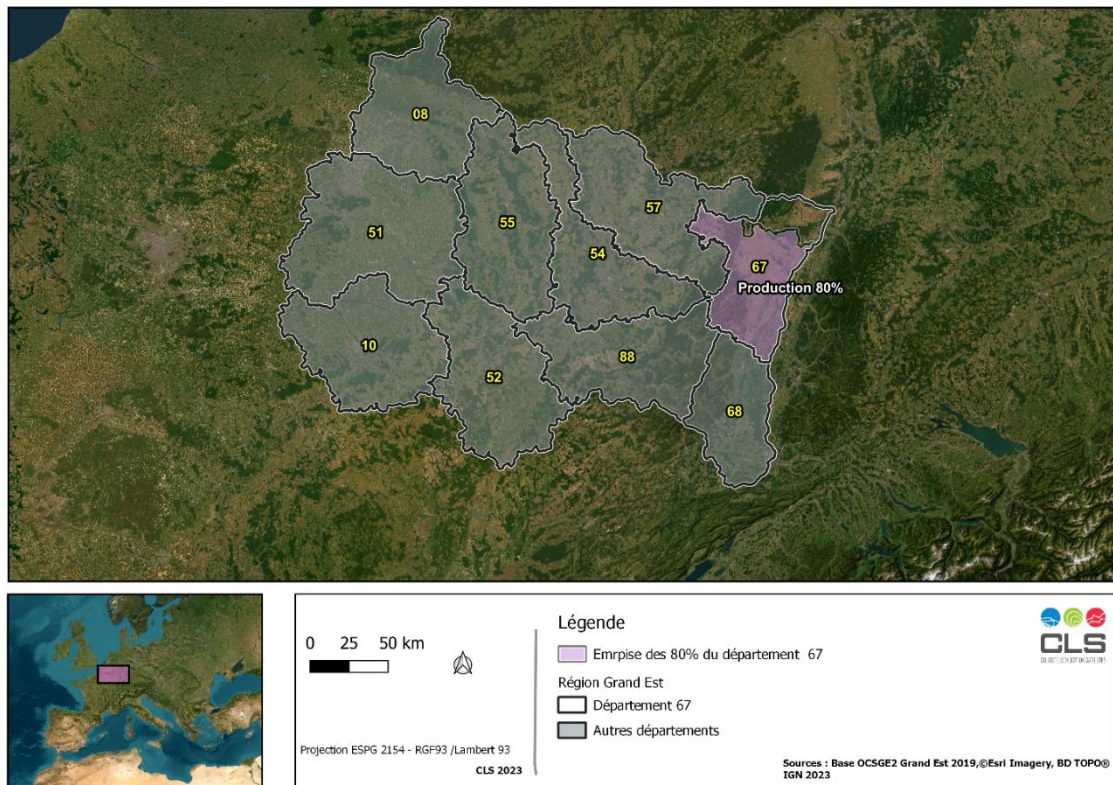 08
57
51
55
67
54
Production 80%
10
88
52
68
0 25 50 km
Projection ESPG 2154 - RGF93 /Lambert 93
CLS 2023
Légende
Emrpise des 80% du département 67
Région Grand Est
Département 67
Autres départements
CLS
Sources : Base OCSGE2 Grand Est 2019,©Esri Imagery, BD TOPO®
IGN 2023